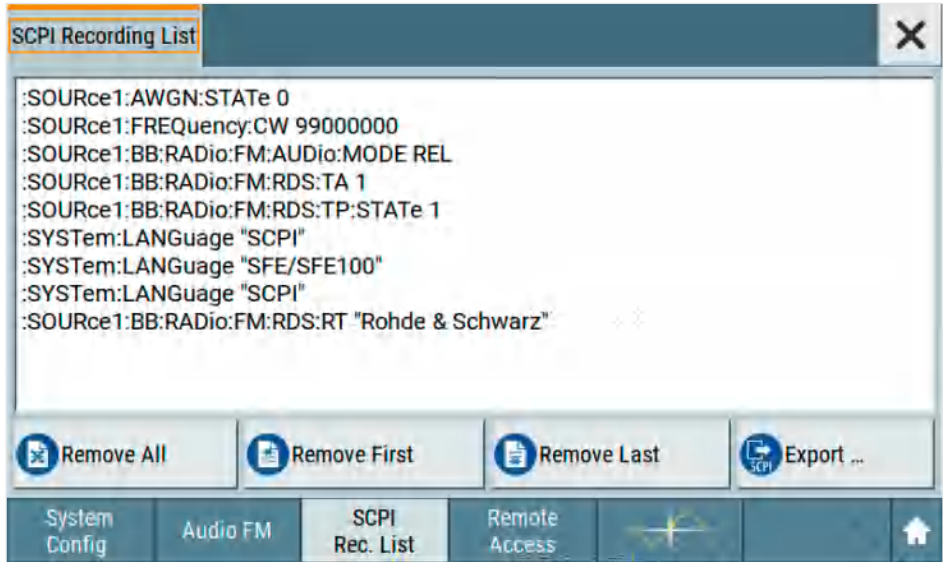 SCPI Recording List
:SOURce1:AWGN:STATe 0
:SOURce1:FREQuency:CW 99000000
:SOURce1:BB:RADio:FM:AUDio:MODE REL
:SOURce1:BB:RADio:FM:RDS:TA 1
:SOURce1:BB:RADio:FM:RDS:TP:STATe 1
:SYSTem:LANGuage "SCPI"
:SYSTem:LANGuage "SFE/SFE100"
:SYSTem:LANGuage "SCPI"
:SOURce1:BB:RADio:FM:RDS:RT "Rohde & Schwarz"
Remove All
Remove First
Remove Last
SCPI
Export ...
System
Config
Audio FM
SCPI
Rec. List
Remote
Access